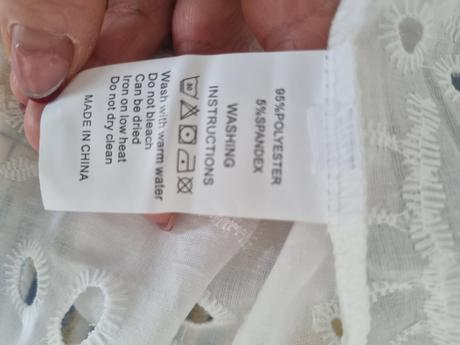 95%POLYESTER
5%SPANDEX
WASHING
INSTRUCTIONS
Wash with warm water
Do not bleach
Can be dried
Iron on low heat
Do not dry clean
MADE IN CHINA